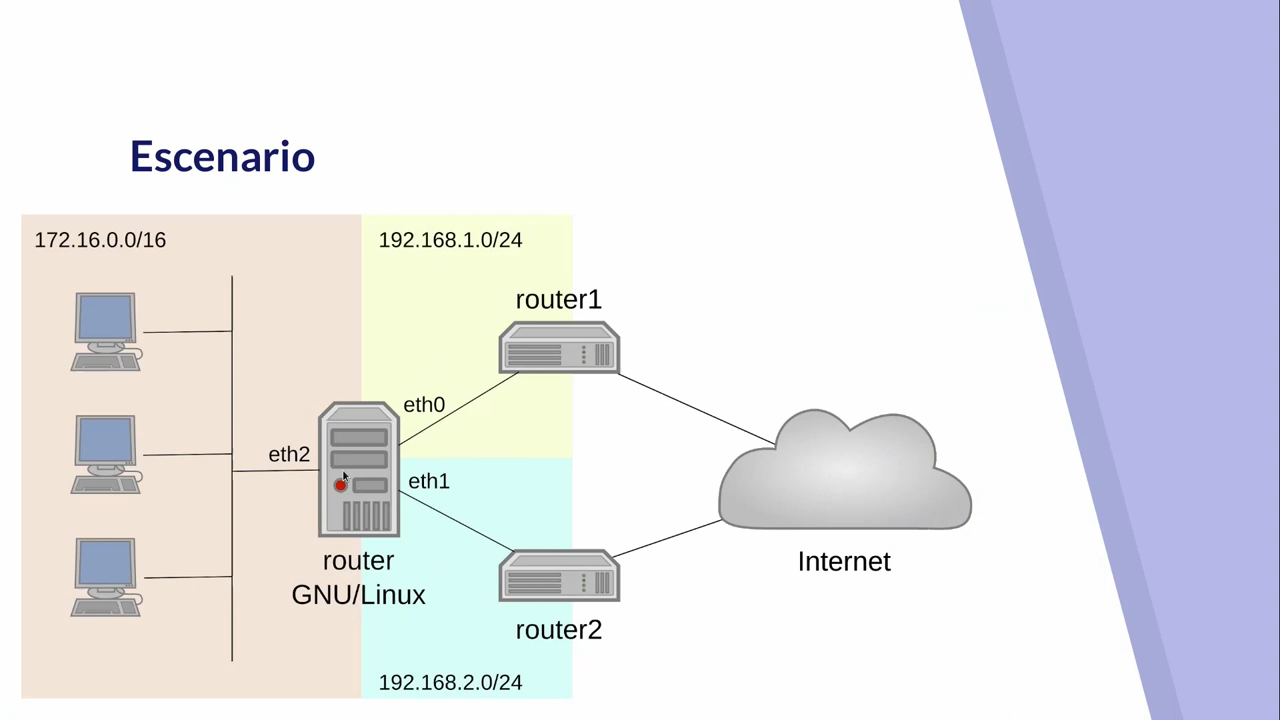 Escenario
172.16.0.0/16
192.168.1.0/24
router1
eth0
eth2
eth1
router
GNU/Linux
Internet
router2
192.168.2.0/24